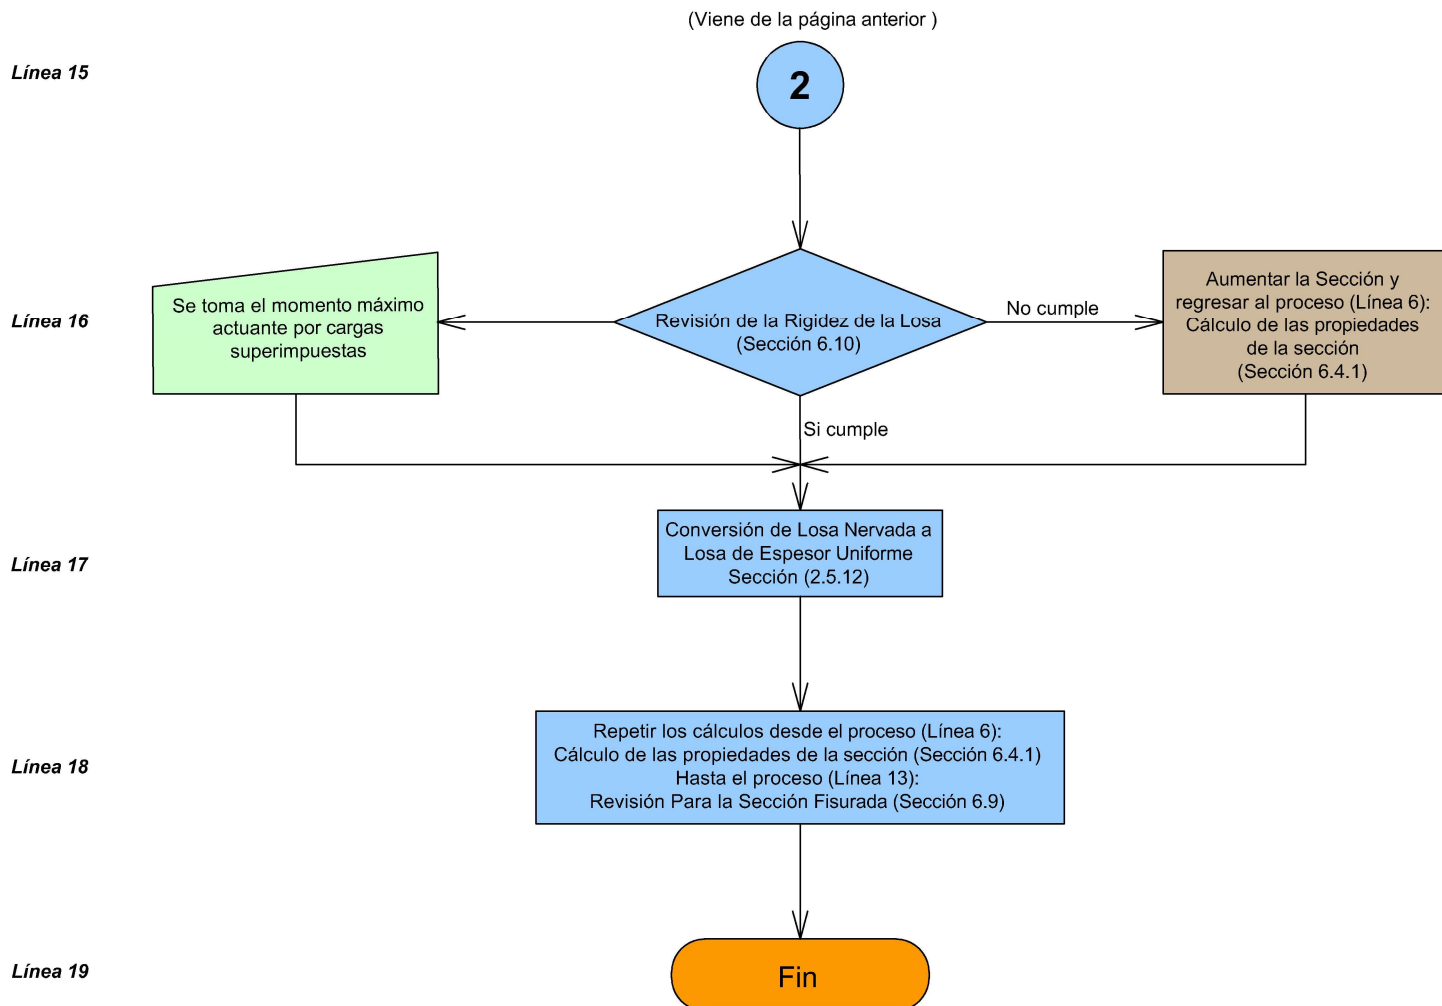 (Viene de la página anterior )
Línea 15
2
Línea 16
Se toma el momento máximo
actuante por cargas
superimpuestas
Revisión de la Rigidez de la Losa
(Sección 6.10)
No cumple
Aumentar la Sección y
regresar al proceso (Línea 6):
Cálculo de las propiedades
de la sección
(Sección 6.4.1)
Si cumple
Línea 17
Conversión de Losa Nervada a
Losa de Espesor Uniforme
Sección (2.5.12)
Línea 18
Repetir los cálculos desde el proceso (Línea 6):
Cálculo de las propiedades de la sección (Sección 6.4.1)
Hasta el proceso (Línea 13):
Revisión Para la Sección Fisurada (Sección 6.9)
Línea 19
Fin